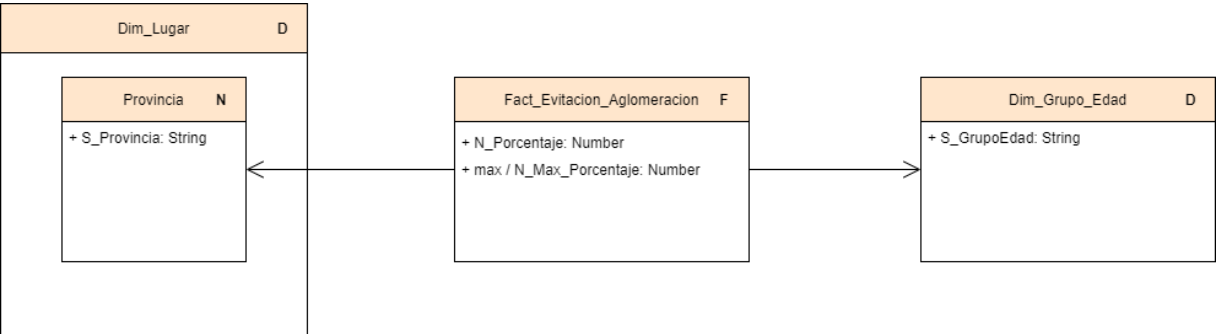 Dim_Lugar D
Provincia N
+ S_Provincia: String
Fact_Evitacion_Aglomeracion F
+ N_Porcentaje: Number
+ max / N_Max_Porcentaje: Number
Dim_Grupo_Edad D
+ S_GrupoEdad: String